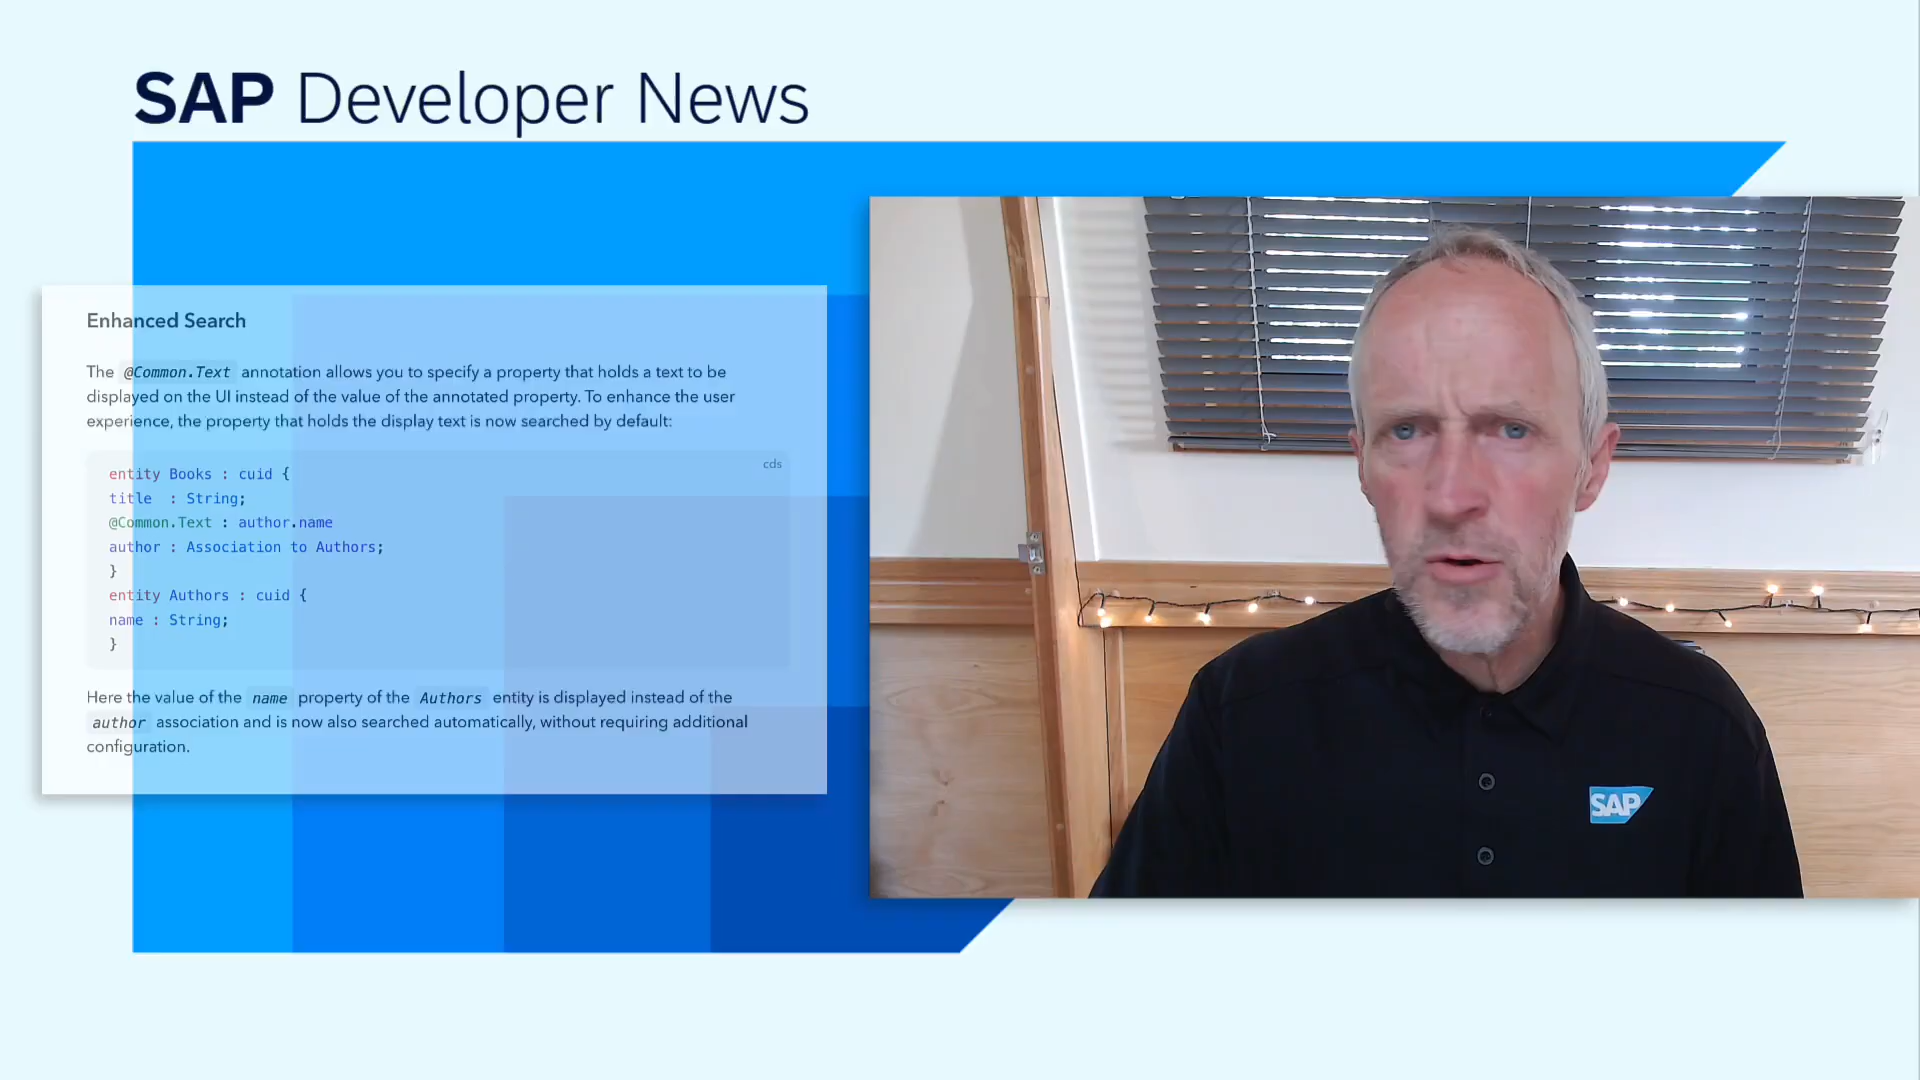 SAP Developer News
Enhanced Search
The @Common.Text annotation allows you to specify a property that holds a text to be
displayed on the UI instead of the value of the annotated property. To enhance the user
experience, the property that holds the display text is now searched by default:
cds
entity Books : cuid {
title  : String;
@Common.Text : author.name
author : Association to Authors;
}
entity Authors : cuid {
name : String;
}
Here the value of the name property of the Authors entity is displayed instead of the
author association and is now also searched automatically, without requiring additional
configuration.
SAP